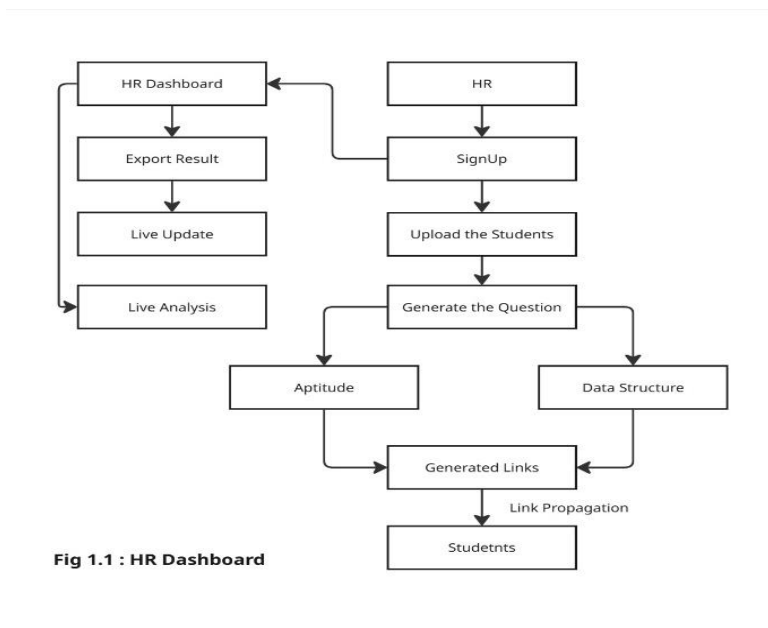 HR Dashboard
HR
Export Result
SignUp
Live Update
Upload the Students
Live Analysis
Generate the Question
Aptitude
Data Structure
Generated Links
Link Propagation
Studetnts
Fig 1.1 : HR Dashboard